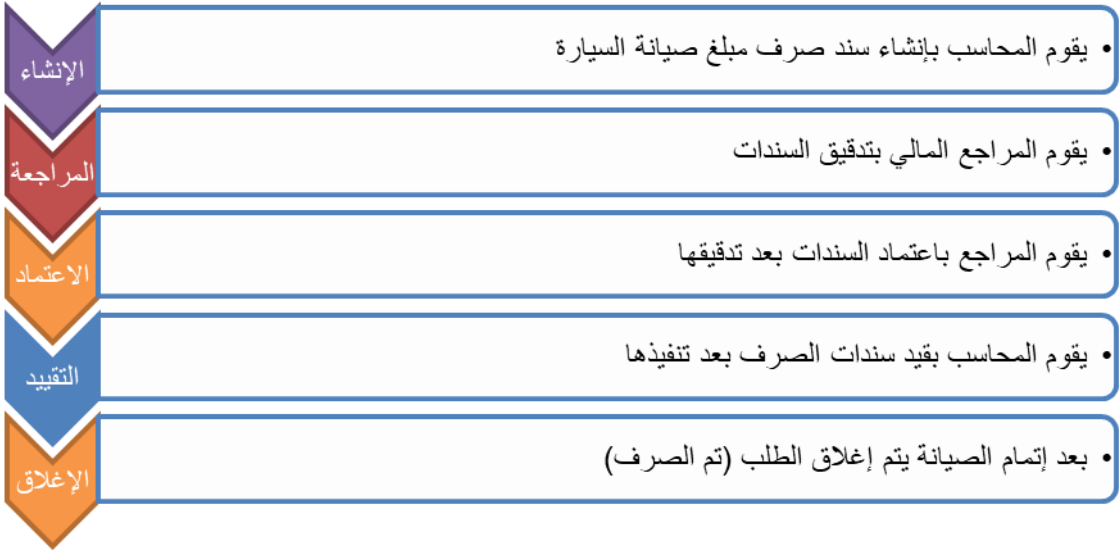 الإنشاء
• يقوم المحاسب بإنشاء سند صرف مبلغ صيانة السيارة
المراجعة
• يقوم المراجع المالي بتدقيق السندات
الاعتماد
• يقوم المراجع باعتماد السندات بعد تدقيقها
التقييد
• يقوم المحاسب بقيد سندات الصرف بعد تنفيذها
الإغلاق
• بعد إتمام الصيانة يتم إغلاق الطلب (تم الصرف)